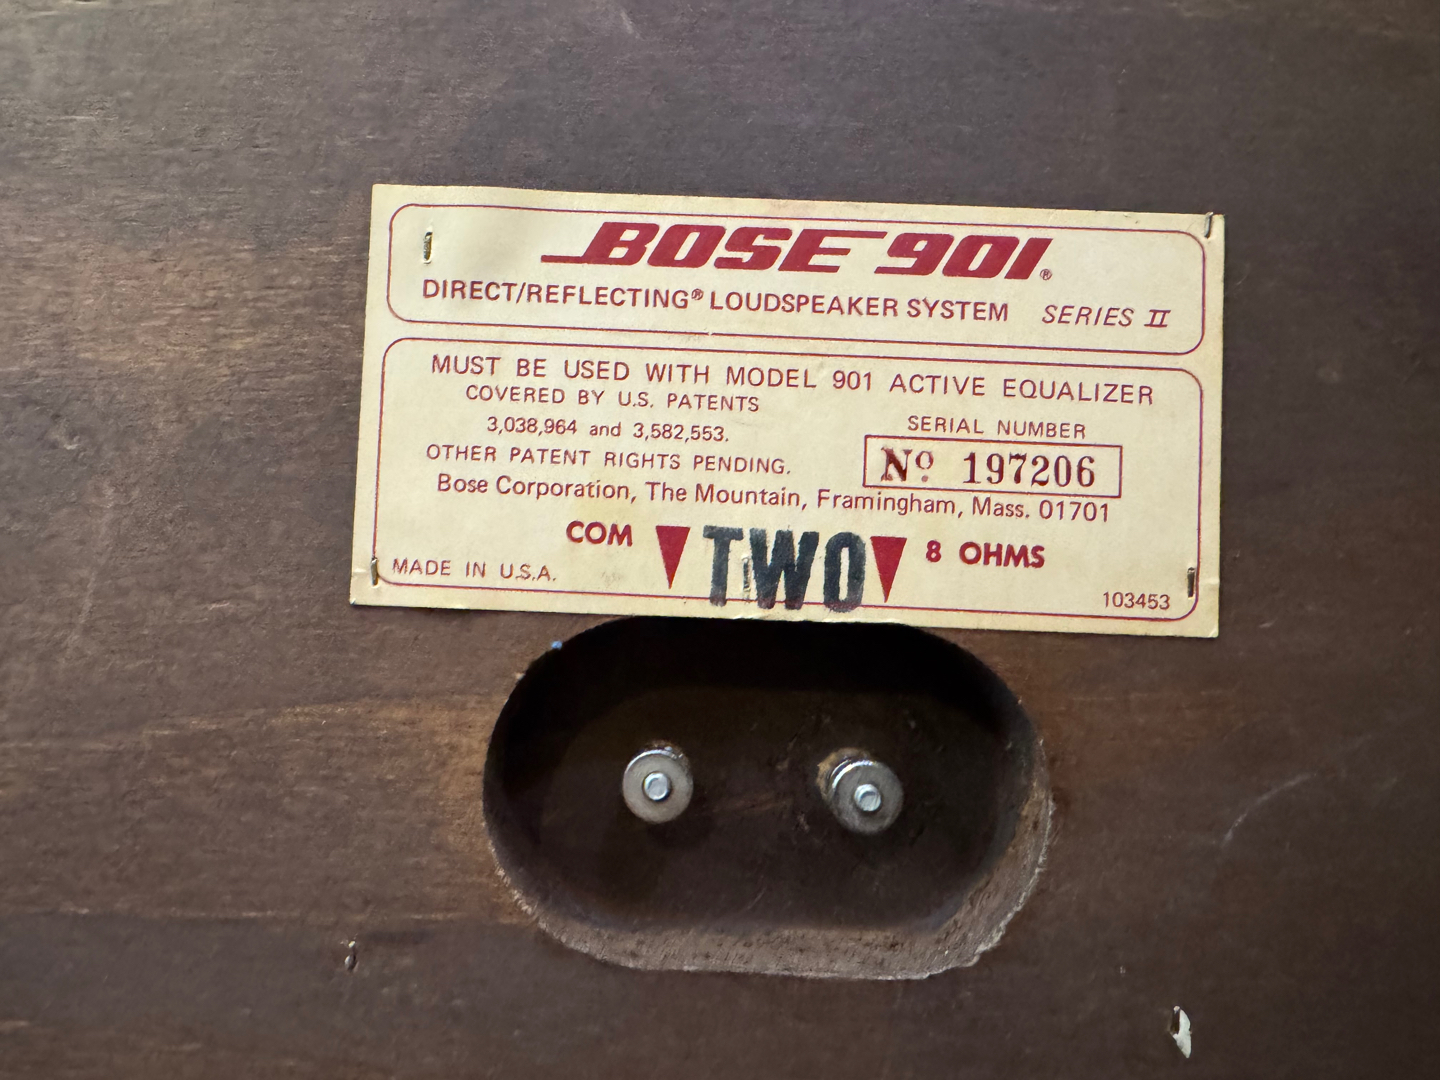 BOSE 901®
DIRECT/REFLECTING® LOUDSPEAKER SYSTEM SERIES II
MUST BE USED WITH MODEL 901 ACTIVE EQUALIZER
COVERED BY U.S. PATENTS
3,038,964 and 3,582,553.
OTHER PATENT RIGHTS PENDING.
SERIAL NUMBER
Nº 197206
Bose Corporation, The Mountain, Framingham, Mass. 01701
COM TWO 8 OHMS
MADE IN U.S.A.
103453